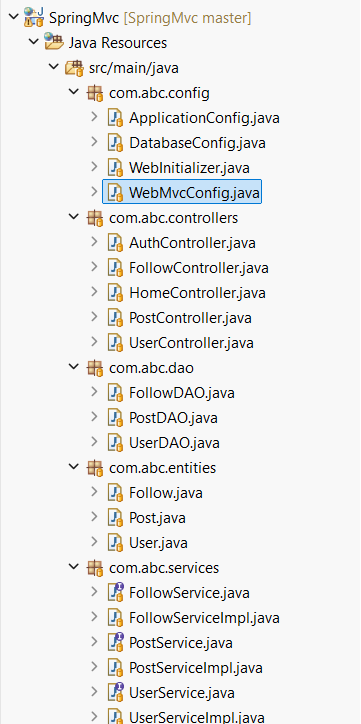 SpringMvc [SpringMvc master]
Java Resources
src/main/java
com.abc.config
ApplicationConfig.java
DatabaseConfig.java
WebInitializer.java
WebMvcConfig.java
com.abc.controllers
AuthController.java
FollowController.java
HomeController.java
PostController.java
UserController.java
com.abc.dao
FollowDAO.java
PostDAO.java
UserDAO.java
com.abc.entities
Follow.java
Post.java
User.java
com.abc.services
FollowService.java
FollowServiceImpl.java
PostService.java
PostServiceImpl.java
UserService.java
UserServiceImpl.java